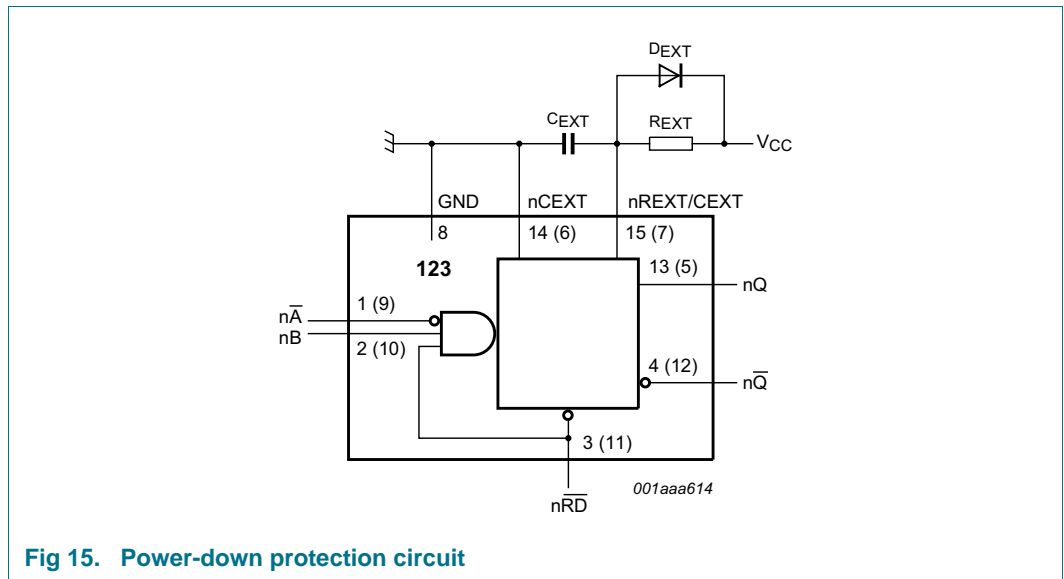 DEXT
CEXT
REXT
VCC
GND
nCEXT
nREXT/CEXT
8
14 (6)
15 (7)
123
13 (5)
nQ
1 (9)
nA̅
nB
2 (10)
4 (12)
nQ̅
3 (11)
001aaa614
nR̅D̅
Fig 15. Power-down protection circuit